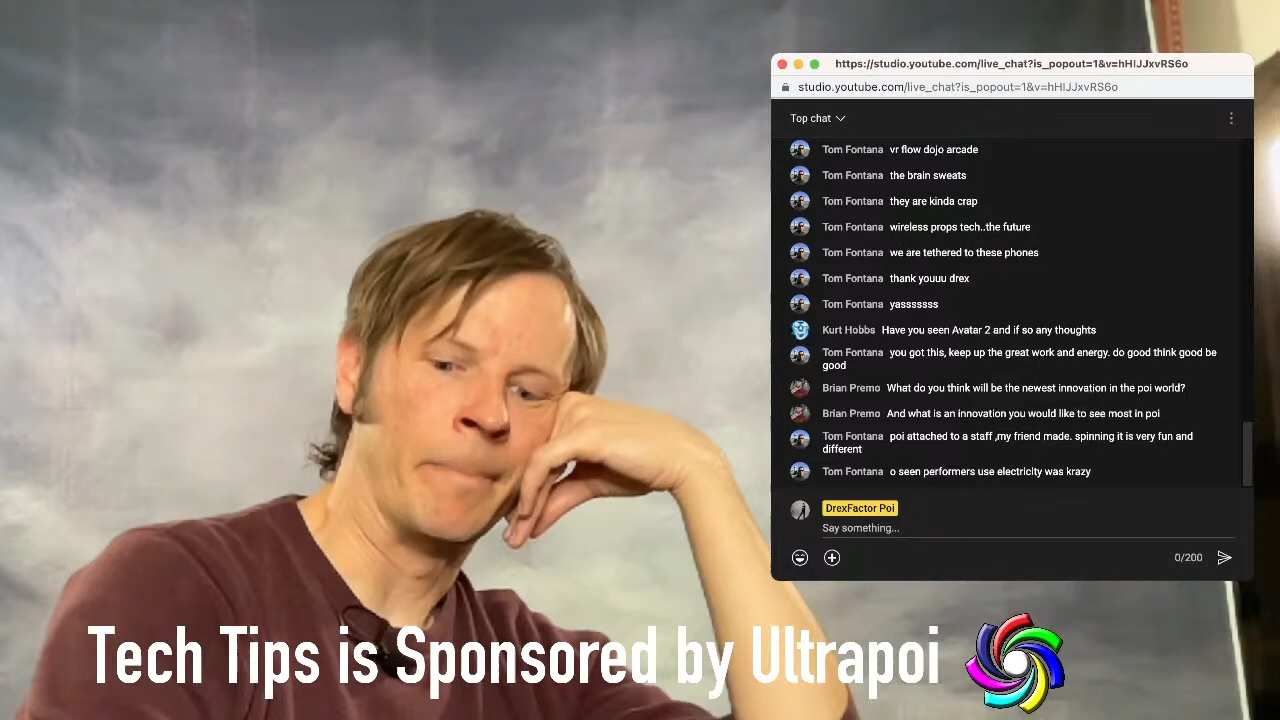 https://studio.youtube.com/live_chat?is_popout=1&v=hHIJJxvRS6o
studio.youtube.com/live_chat?is_popout=1&v=hHIJJxvRS6o
Top chat
Tom Fontana vr flow dojo arcade
Tom Fontana the brain sweats
Tom Fontana they are kinda crap
Tom Fontana wireless props tech..the future
Tom Fontana we are tethered to these phones
Tom Fontana thank youuu drex
Tom Fontana yasssssss
Kurt Hobbs Have you seen Avatar 2 and if so any thoughts
Tom Fontana you got this, keep up the great work and energy. do good think good be
good
Brian Premo What do you think will be the newest innovation in the poi world?
Brian Premo And what is an innovation you would like to see most in poi
Tom Fontana poi attached to a staff ,my friend made. spinning it is very fun and
different
Tom Fontana o seen performers use electricity was krazy
DrexFactor Poi
Say something...
0/200
Tech Tips is Sponsored by Ultrapoi